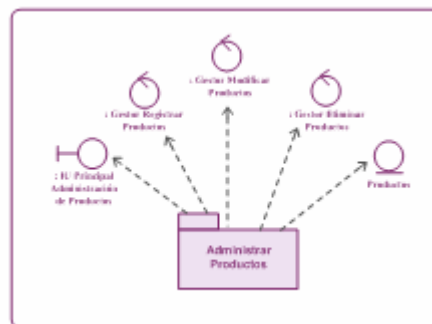 : Gestor Modificar
Productos
: Gestor Registrar
Productos
: Gestor Eliminar
Productos
: IU Principal
Administración
de Productos
Productos
Administrar
Productos